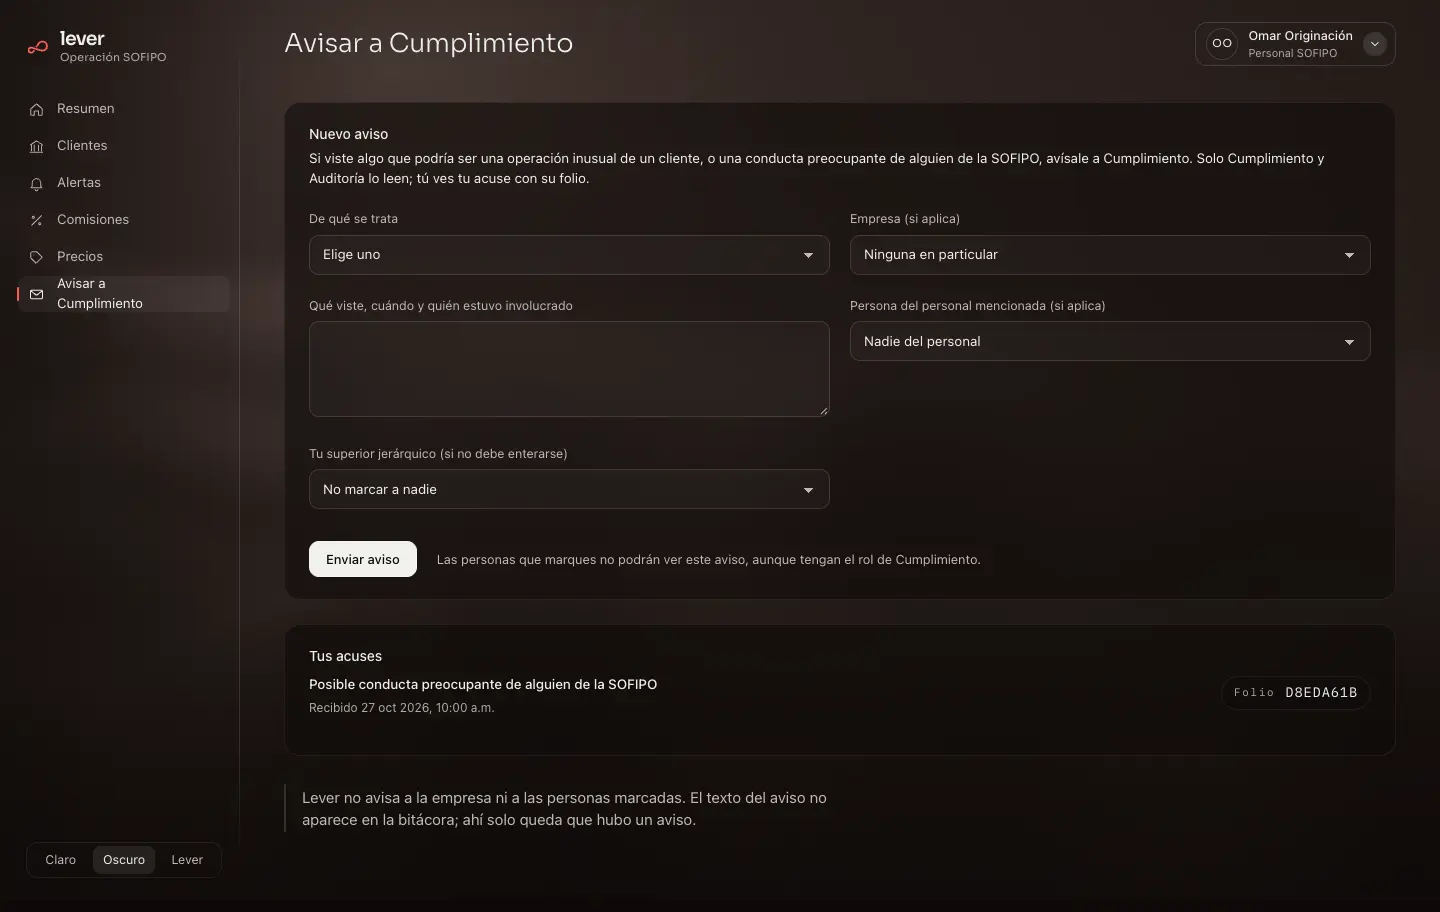 lever
Operación SOFIPO
Resumen
Clientes
Alertas
Comisiones
Precios
Avisar a
Cumplimiento
Claro
Oscuro
Lever
Avisar a Cumplimiento
OO
Omar Originación
Personal SOFIPO
Nuevo aviso
Si viste algo que podría ser una operación inusual de un cliente, o una conducta preocupante de alguien de la SOFIPO, avísale a Cumplimiento. Solo Cumplimiento y
Auditoría lo leen; tú ves tu acuse con su folio.
De qué se trata
Elige uno
Empresa (si aplica)
Ninguna en particular
Qué viste, cuándo y quién estuvo involucrado
Persona del personal mencionada (si aplica)
Nadie del personal
Tu superior jerárquico (si no debe enterarse)
No marcar a nadie
Enviar aviso
Las personas que marques no podrán ver este aviso, aunque tengan el rol de Cumplimiento.
Tus acuses
Posible conducta preocupante de alguien de la SOFIPO
Recibido 27 oct 2026, 10:00 a.m.
Folio D8EDA61B
Lever no avisa a la empresa ni a las personas marcadas. El texto del aviso no
aparece en la bitácora; ahí solo queda que hubo un aviso.